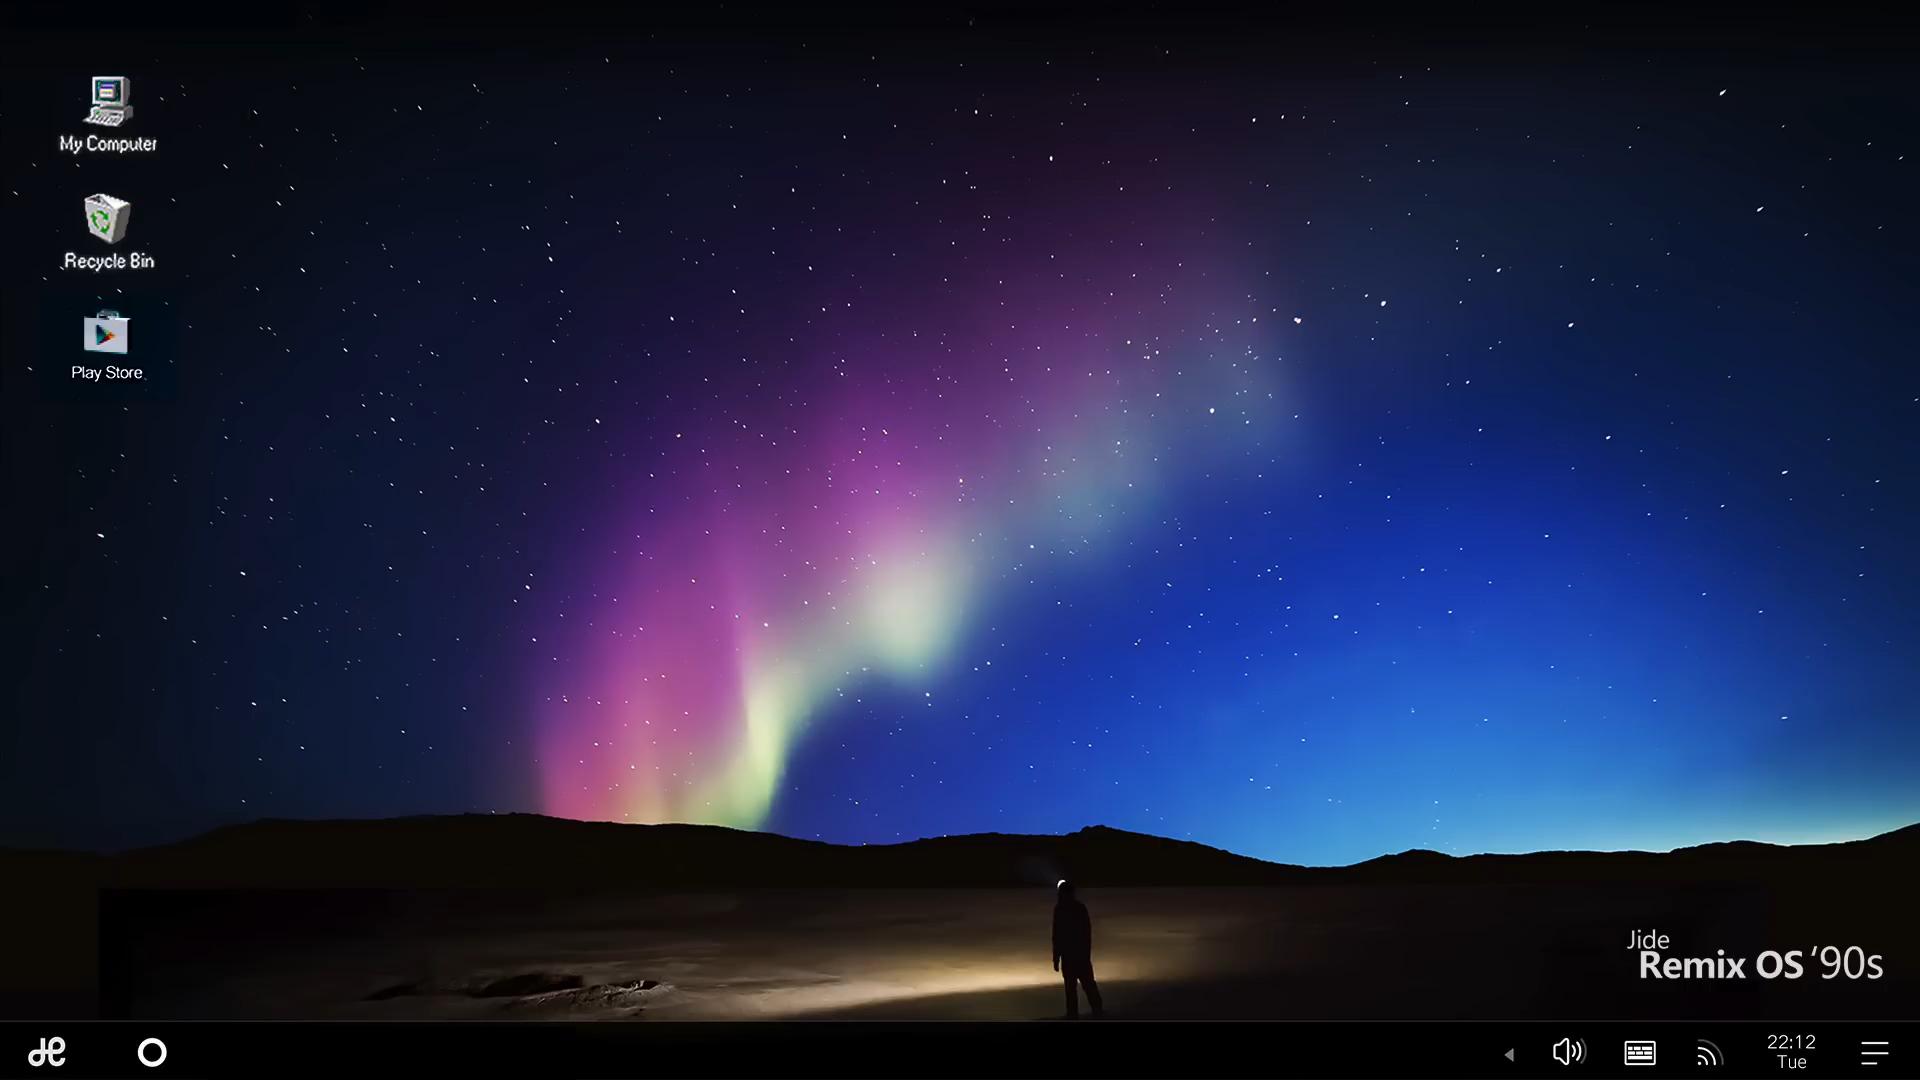 My Computer
Recycle Bin
Play Store
Jide
Remix OS ‘90s
22:12
Tue